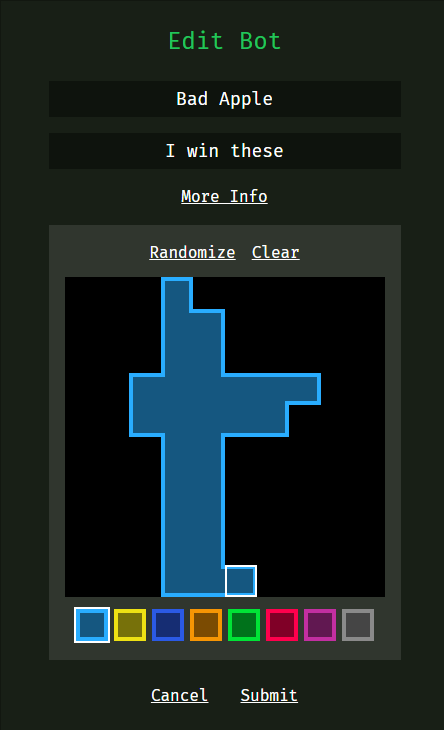 Edit Bot
Bad Apple
I win these
More Info
Randomize Clear
Cancel Submit